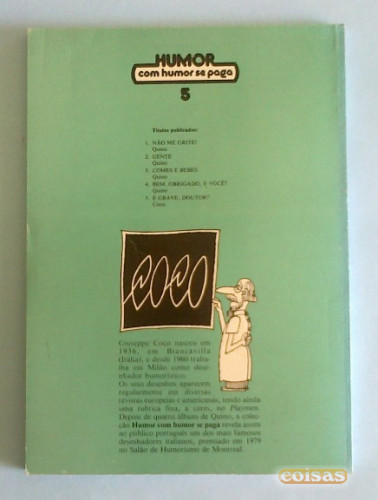 HUMOR
com humor se paga
5
Títulos publicados:
1. NÃO ME GRITE!
Quino
2. GENTE
Quino
3. COMES E BEBES
Quino
4. BEM, OBRIGADO, E VOCÊ?
Quino
5. É GRAVE, DOUTOR?
Coco
COCO
Giuseppe Coco nasceu em
1936, em Biancavilla
(Itália), e desde 1960 traba-
lha em Milão como dese-
nhador humorístico.
Os seus desenhos aparecem
regularmente em diversas
revistas europeias e americanas, tendo ainda
uma rubrica fixa, a cores, no Playmen.
Depois de quatro álbuns de Quino, a colec-
ção Humor com humor se paga revela assim
ao público português um dos mais famosos
desenhadores italianos, premiado em 1979
no Salão de Humorismo de Montreal.
coisas